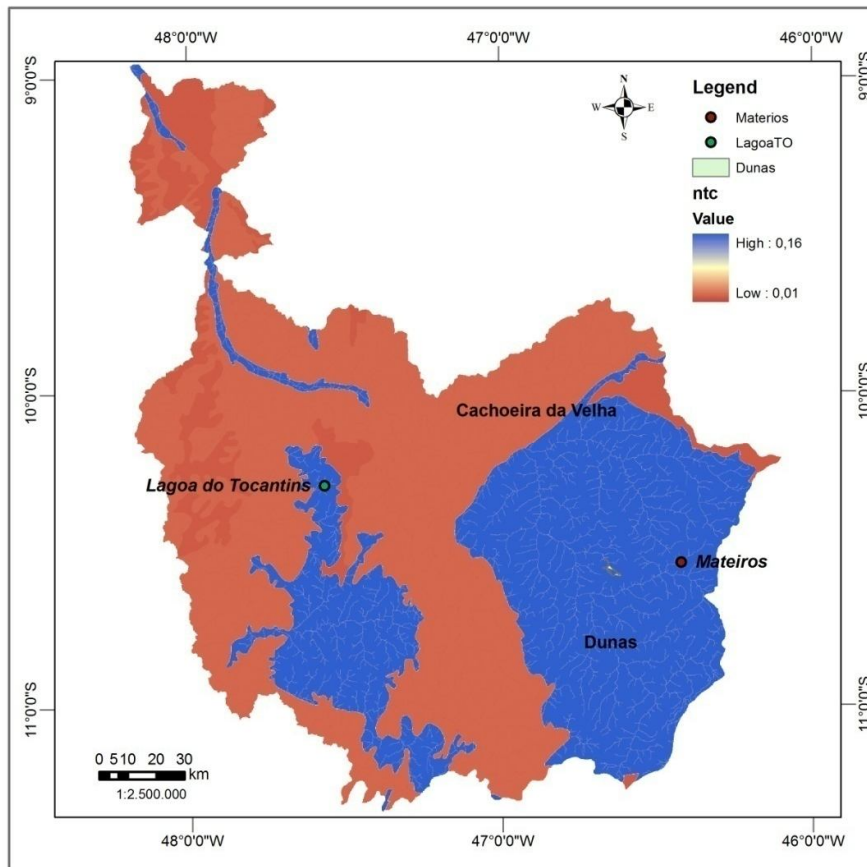 48°0'0"W 47°0'0"W 46°0'0"W
9°0'0"S 9°0'0"S
N
W E
S
Legend
Materios
LagoaTO
Dunas
ntc
Value
High : 0,16
Low : 0,01
10°0'0"S 10°0'0"S
Cachoeira da Velha
Lagoa do Tocantins
Mateiros
Dunas
11°0'0"S 11°0'0"S
0 510 20 30
km
1:2.500.000
48°0'0"W 47°0'0"W 46°0'0"W